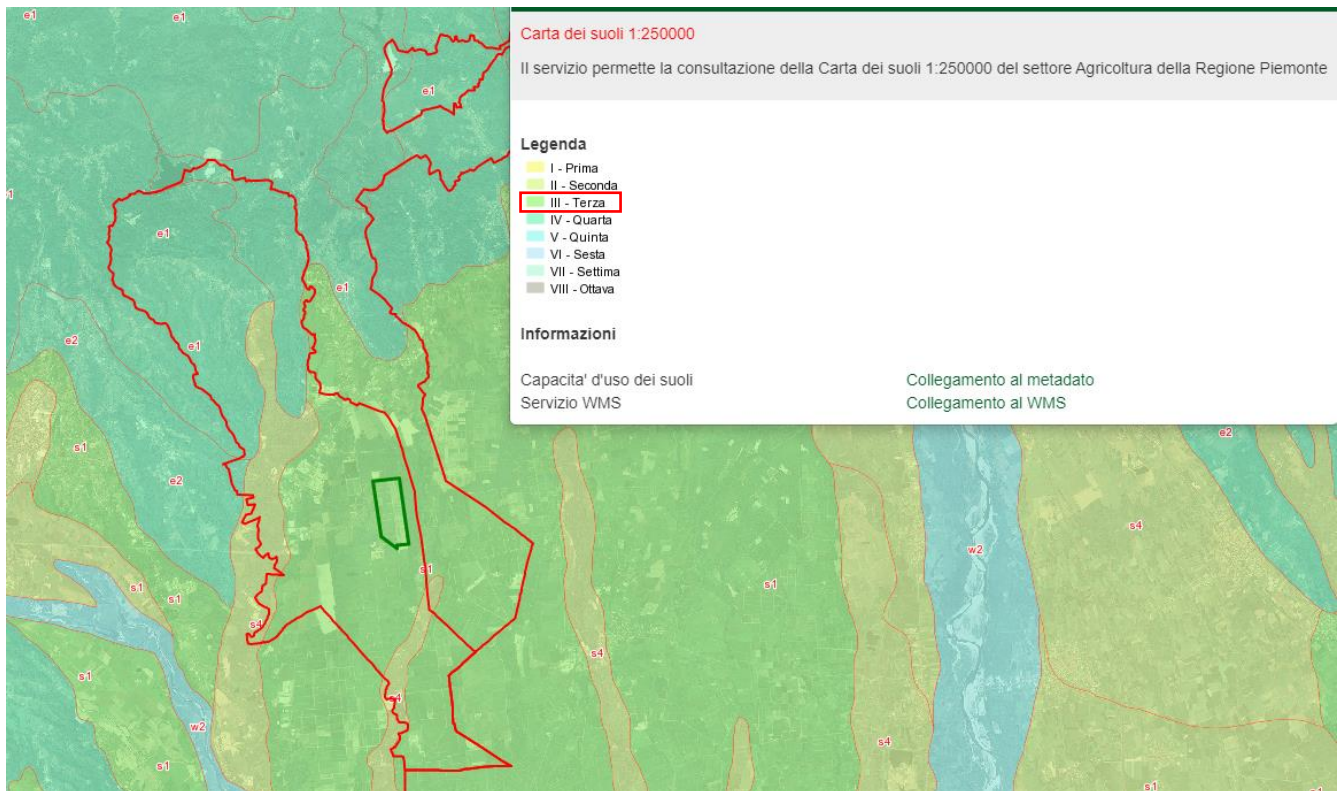 Carta dei suoli 1:250000
Il servizio permette la consultazione della Carta dei suoli 1:250000 del settore Agricoltura della Regione Piemonte
Legenda
I - Prima
II - Seconda
III - Terza
IV - Quarta
V - Quinta
VI - Sesta
VII - Settima
VIII - Ottava
Informazioni
Capacita' d'uso dei suoli
Collegamento al metadato
Servizio WMS
Collegamento al WMS
e1
e1
e1
e1
e1
e2
e1
e2
s1
e2
s4
w2
s1
s1
s1
s1
s4
s4
s1
s4
w2
s4
s1
s1